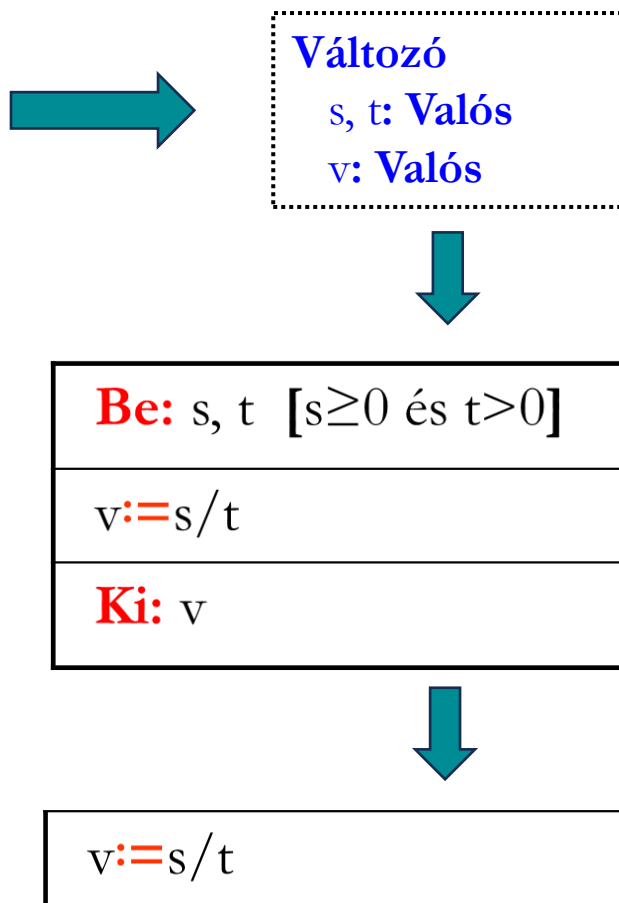 Változó
s, t: Valós
v: Valós
Be: s, t [s≥0 és t>0]
v:=s/t
Ki: v
v:=s/t